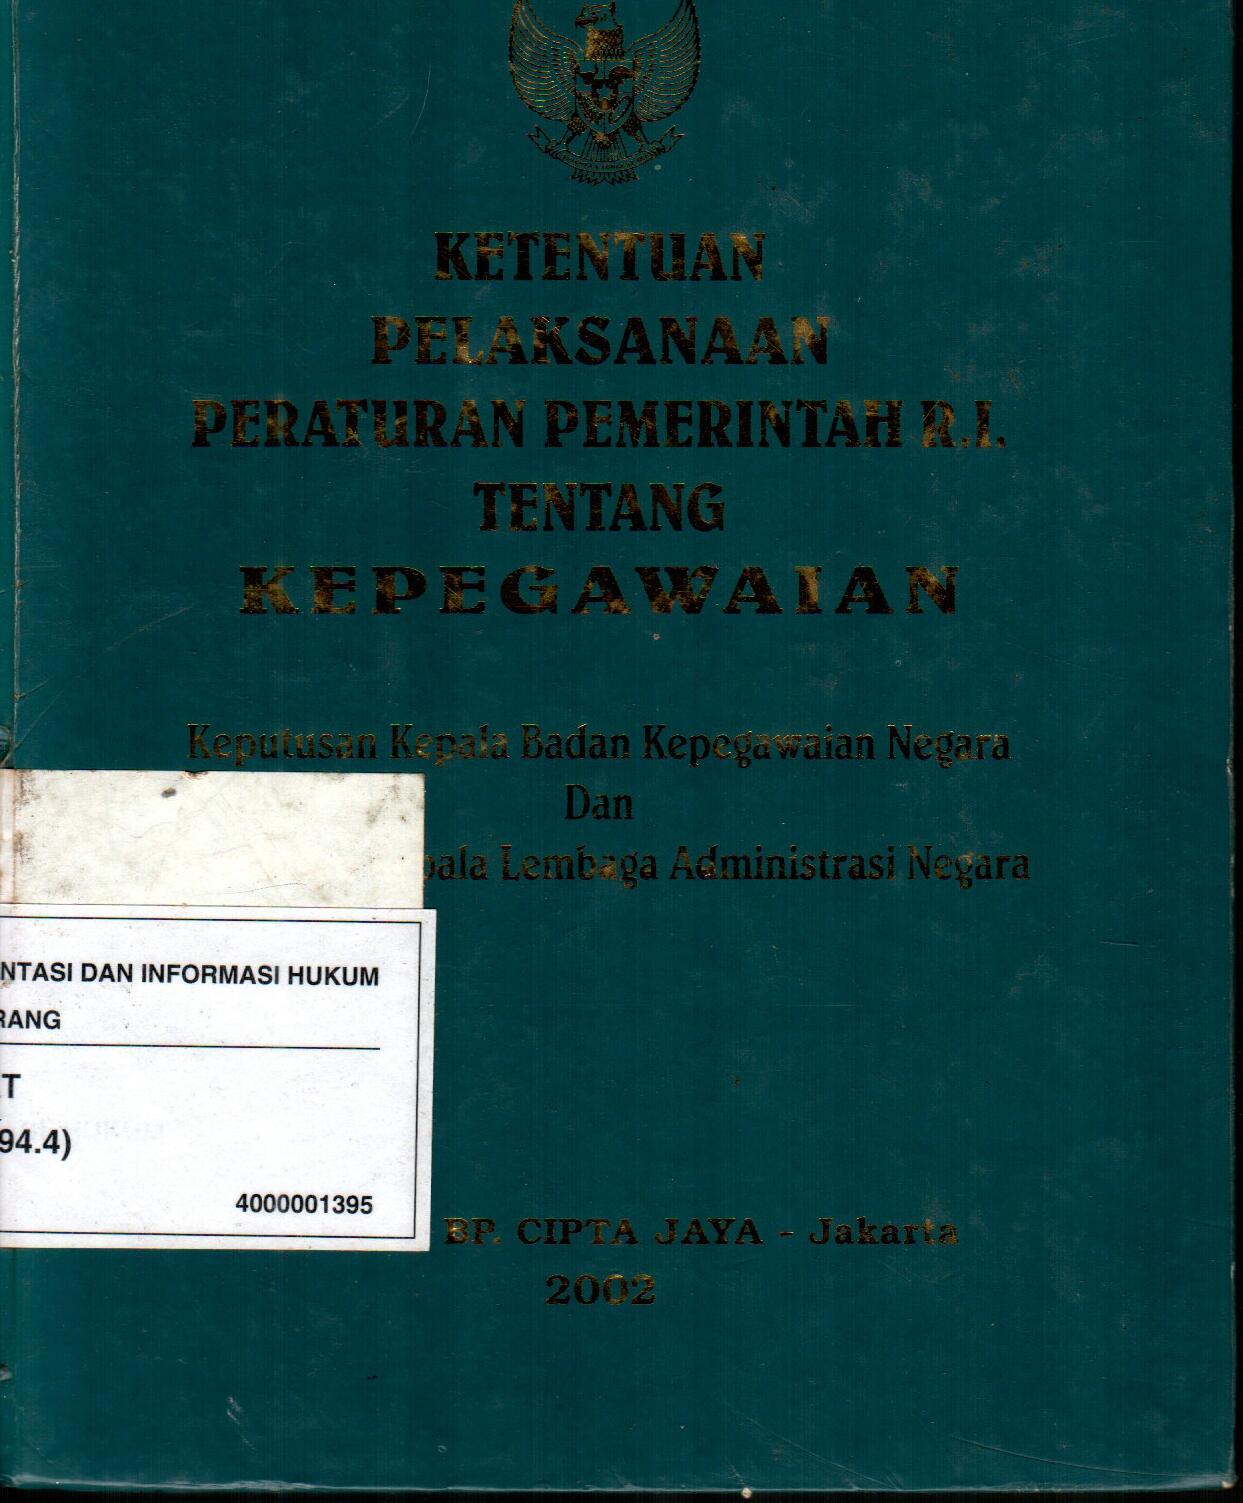 KETENTUAN
PELAKSANAAN
PERATURAN PEMERINTAH R.I.
TENTANG
KEPEGAWAIAN
Keputusan Kepala Badan Kepegawaian Negara
Dan
pala Lembaga Administrasi Negara
NTASI DAN INFORMASI HUKUM
RANG
T
94.4)
4000001395
BP. CIPTA JAYA - Jakarta
2002